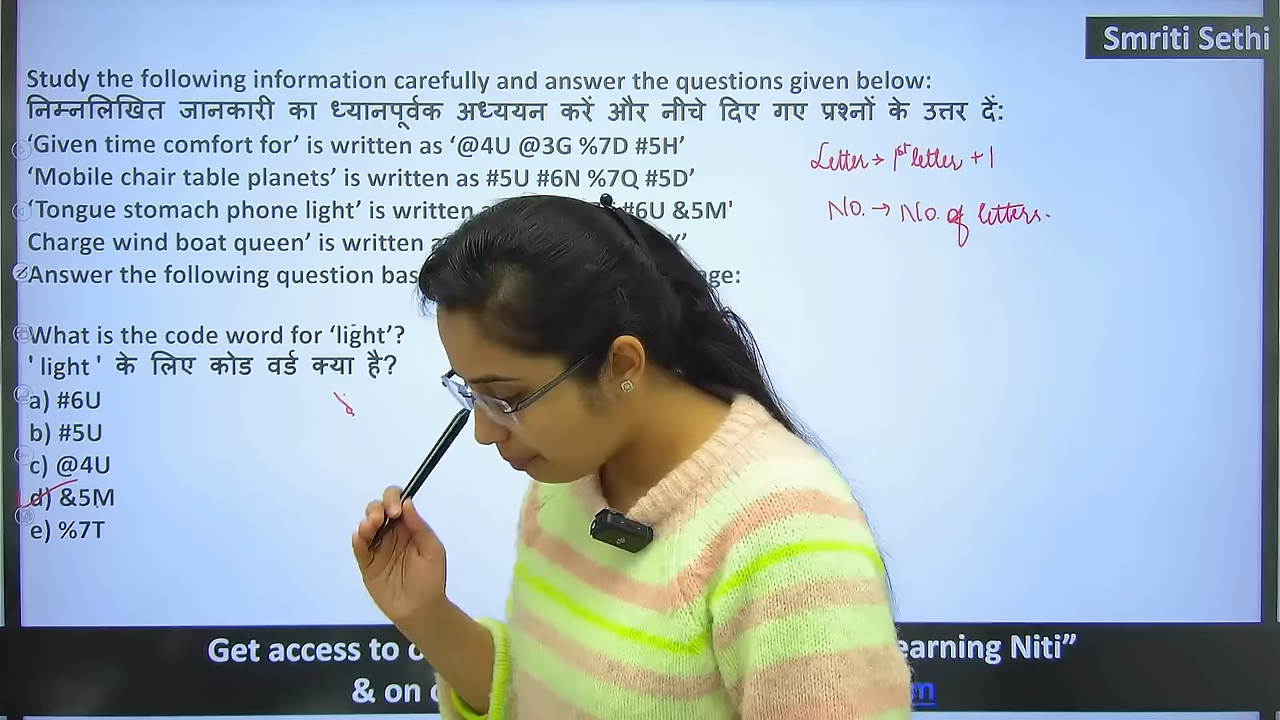 Smriti Sethi
Study the following information carefully and answer the questions given below:
निम्नलिखित जानकारी का ध्यानपूर्वक अध्ययन करें और नीचे दिए गए प्रश्नों के उत्तर दें:
‘Given time comfort for’ is written as ‘@4U @3G %7D #5H’
Letter → 1st letter + 1
‘Mobile chair table planets’ is written as #5U #6N %7Q #5D’
‘Tongue stomach phone light’ is written #6U &5M'
No. → No. of letters.
Charge wind boat queen’ is written
Answer the following question
What is the code word for ‘light’?
' light ' के लिए कोड वर्ड क्या है?
a) #6U
b) #5U
c) @4U
d) &5M
e) %7T
Get access to Niti”
& on